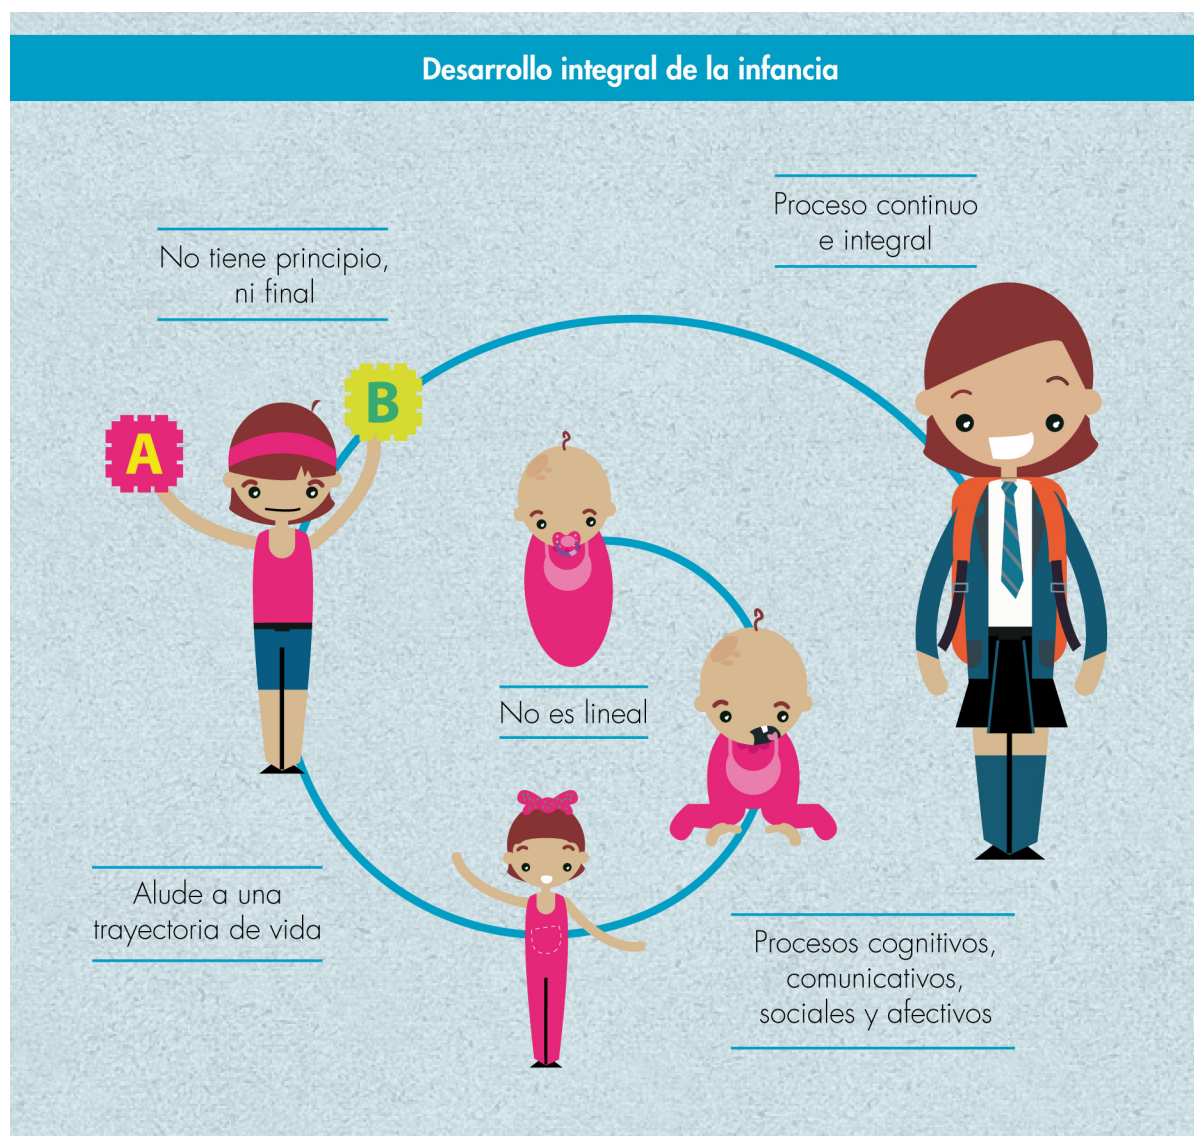 Desarrollo integral de la infancia
Proceso continuo
e integral
No tiene principio,
ni final
A
B
No es lineal
Alude a una
trayectoria de vida
Procesos cognitivos,
comunicativos,
sociales y afectivos